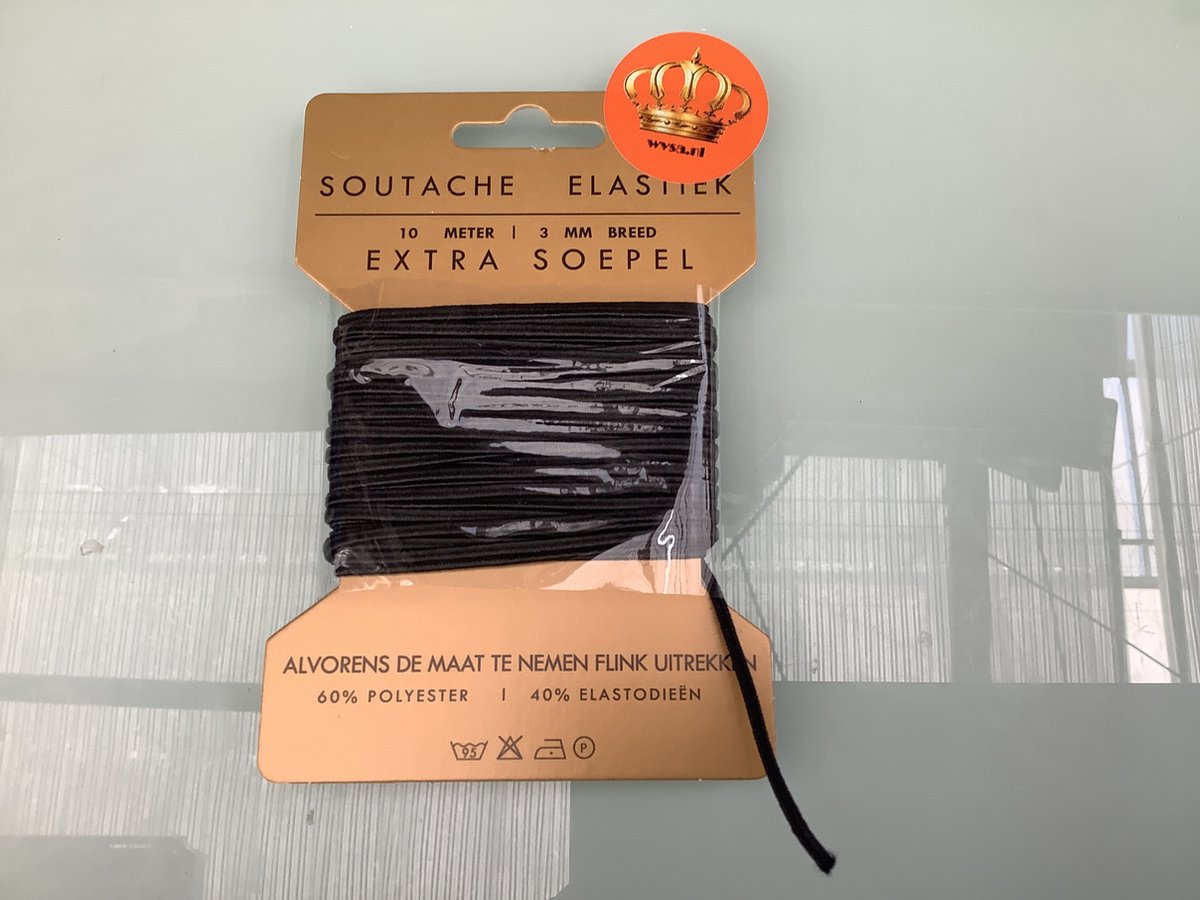 wysa.nl
SOUTACHE ELASTIEK
10 METER | 3 MM BREED
EXTRA SOEPEL
ALVORENS DE MAAT TE NEMEN FLINK UITREKKEN
60% POLYESTER | 40% ELASTODIEËN
95 P